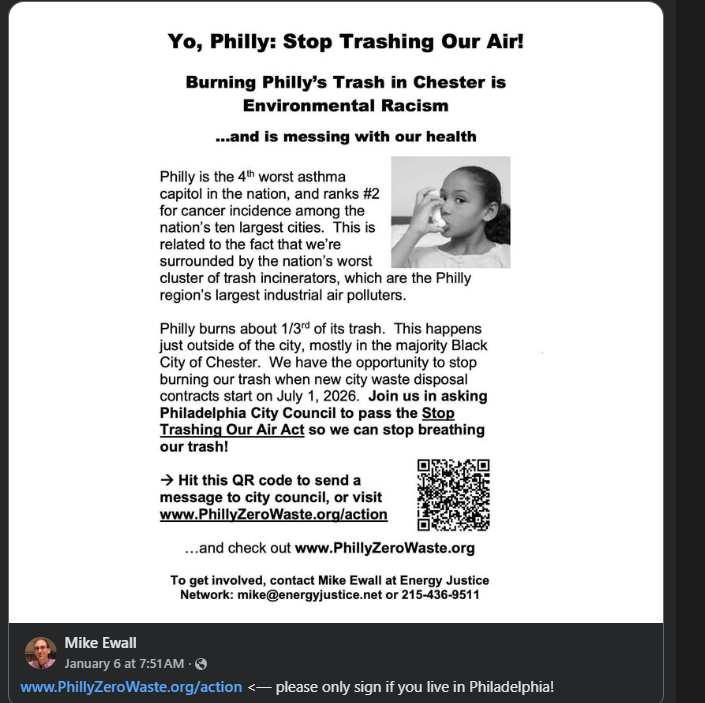 Yo, Philly: Stop Trashing Our Air!
Burning Philly's Trash in Chester is
Environmental Racism
...and is messing with our health
Philly is the 4th worst asthma
capitol in the nation, and ranks #2
for cancer incidence among the
nation's ten largest cities. This is
related to the fact that we're
surrounded by the nation's worst
cluster of trash incinerators, which are the Philly
region's largest industrial air polluters.
Philly burns about 1/3rd of its trash. This happens
just outside of the city, mostly in the majority Black
City of Chester. We have the opportunity to stop
burning our trash when new city waste disposal
contracts start on July 1, 2026. Join us in asking
Philadelphia City Council to pass the Stop
Trashing Our Air Act so we can stop breathing
our trash!
→ Hit this QR code to send a
message to city council, or visit
www.PhillyZeroWaste.org/action
...and check out www.PhillyZeroWaste.org
To get involved, contact Mike Ewall at Energy Justice
Network: mike@energyjustice.net or 215-436-9511
Mike Ewall
January 6 at 7:51 AM ·
www.PhillyZeroWaste.org/action <— please only sign if you live in Philadelphia!